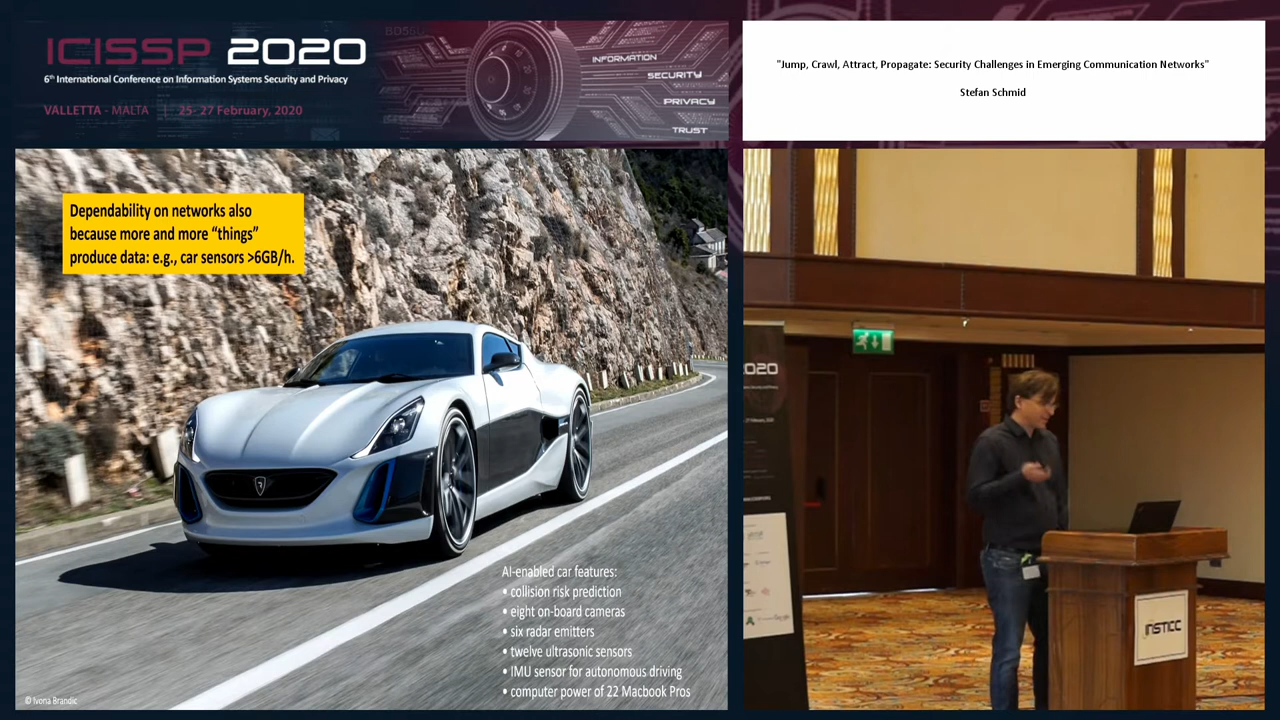 ICISSP 2020
6th International Conference on Information Systems Security and Privacy
VALLETTA - MALTA | 25- 27 February, 2020
BD55U
INFORMATION
SECURITY
PRIVACY
TRUST
"Jump, Crawl, Attract, Propagate: Security Challenges in Emerging Communication Networks"
Stefan Schmid
Dependability on networks also
because more and more “things”
produce data: e.g., car sensors >6GB/h.
AI-enabled car features:
• collision risk prediction
• eight on-board cameras
• six radar emitters
• twelve ultrasonic sensors
• IMU sensor for autonomous driving
• computer power of 22 Macbook Pros
© Ivona Brandic
020
INSTICC